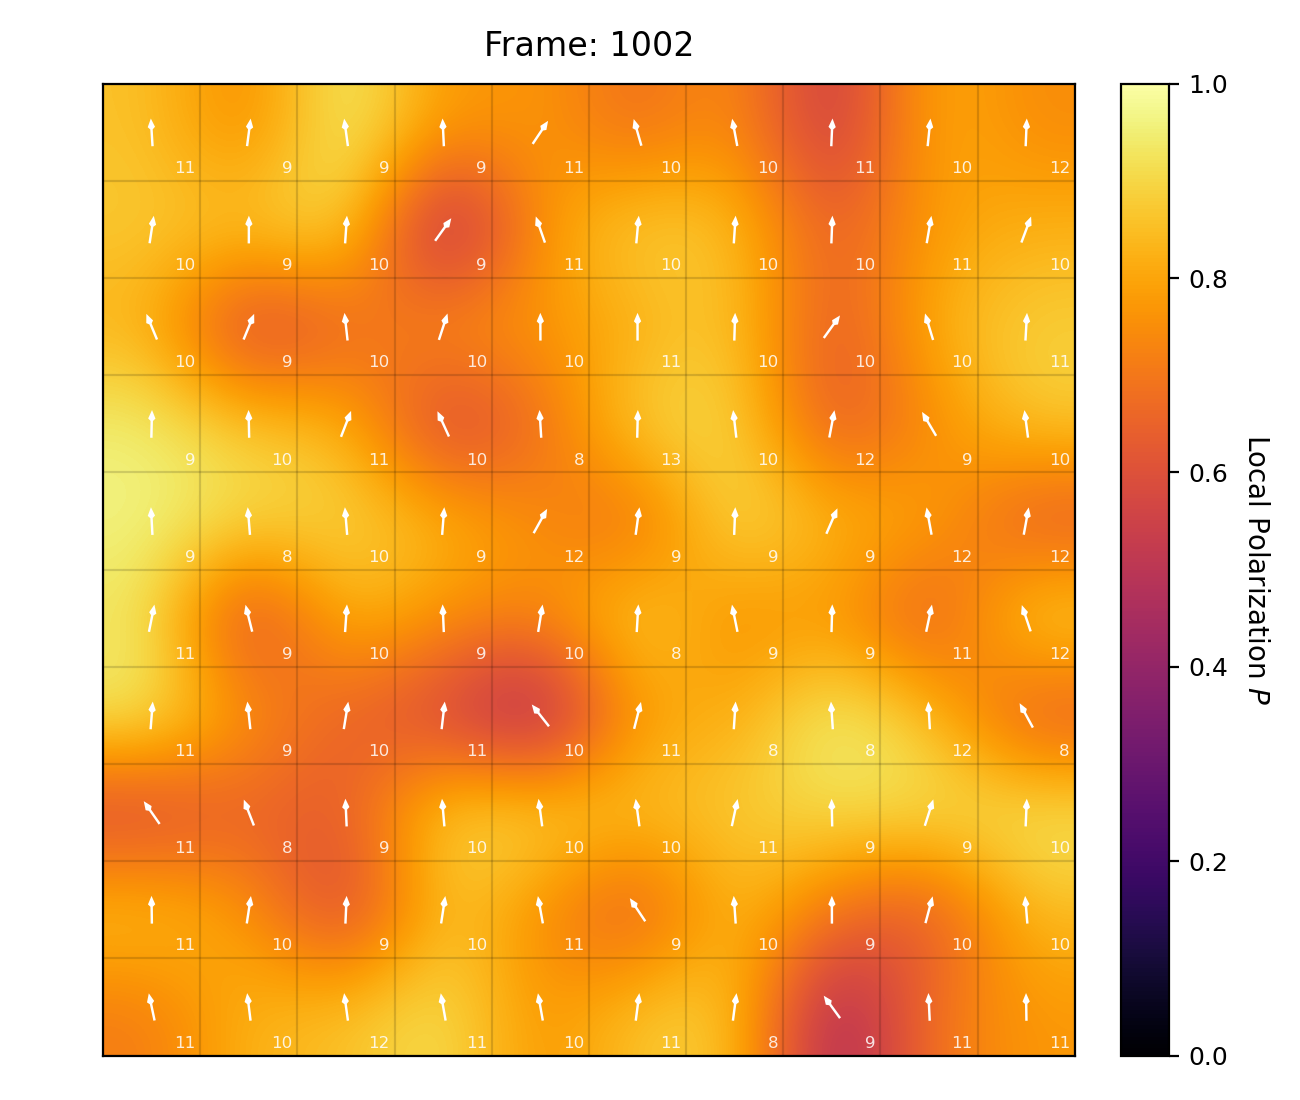 Frame: 1002
11 9 9 9 11 10 10 11 10 12
10 9 10 9 11 10 10 10 11 10
10 9 10 10 10 11 10 10 10 11
9 10 11 10 8 13 10 12 9 10
9 8 10 9 12 9 9 9 12 12
11 9 10 9 10 8 9 9 11 12
11 9 10 11 10 11 8 8 12 8
11 8 9 10 10 10 11 9 9 10
11 10 9 10 11 9 10 9 10 10
11 10 12 11 10 11 8 9 11 11
1.0
0.8
0.6
0.4
0.2
0.0
Local Polarization P